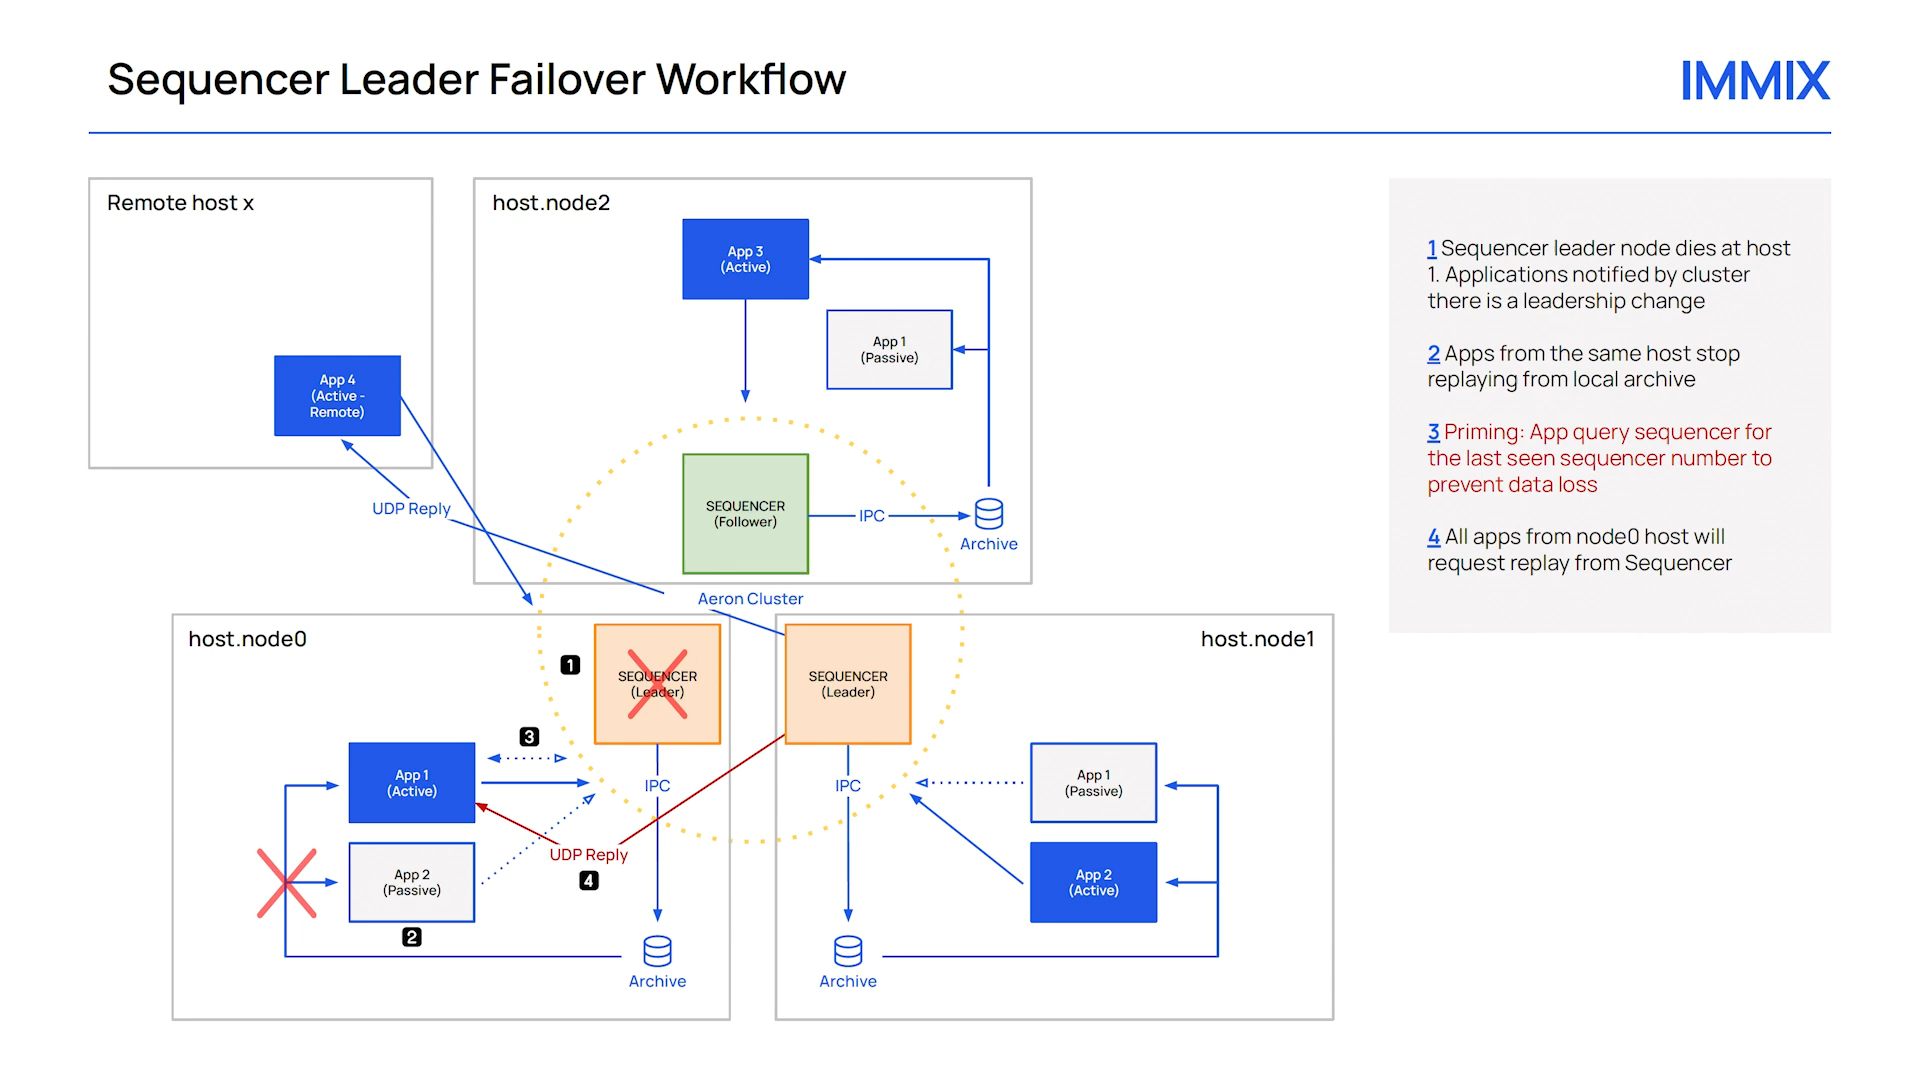 Sequencer Leader Failover Workflow
IMMIX
Remote host x
App 4
(Active -
Remote)
UDP Reply
host.node2
App 3
(Active)
App 1
(Passive)
SEQUENCER
(Follower)
IPC
Archive
Aeron Cluster
host.node0
1
SEQUENCER
(Leader)
3
App 1
(Active)
IPC
App 2
(Passive)
2
UDP Reply
4
Archive
host.node1
SEQUENCER
(Leader)
IPC
App 1
(Passive)
App 2
(Active)
Archive
1 Sequencer leader node dies at host
1. Applications notified by cluster
there is a leadership change
2 Apps from the same host stop
replaying from local archive
3 Priming: App query sequencer for
the last seen sequencer number to
prevent data loss
4 All apps from node0 host will
request replay from Sequencer